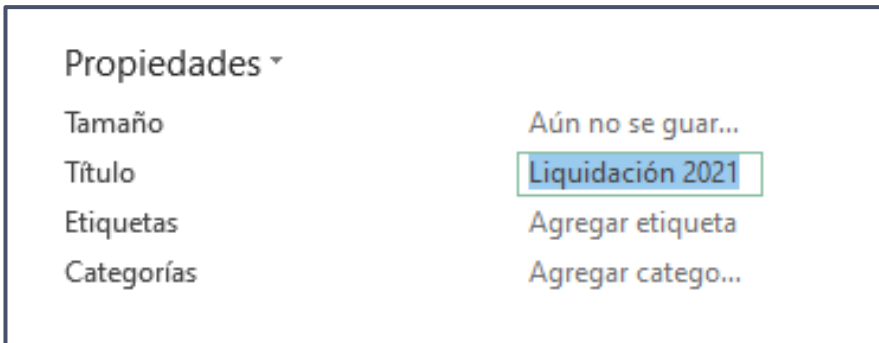 Propiedades
Tamaño Aún no se guar...
Título Liquidación 2021
Etiquetas Agregar etiqueta
Categorías Agregar catego...